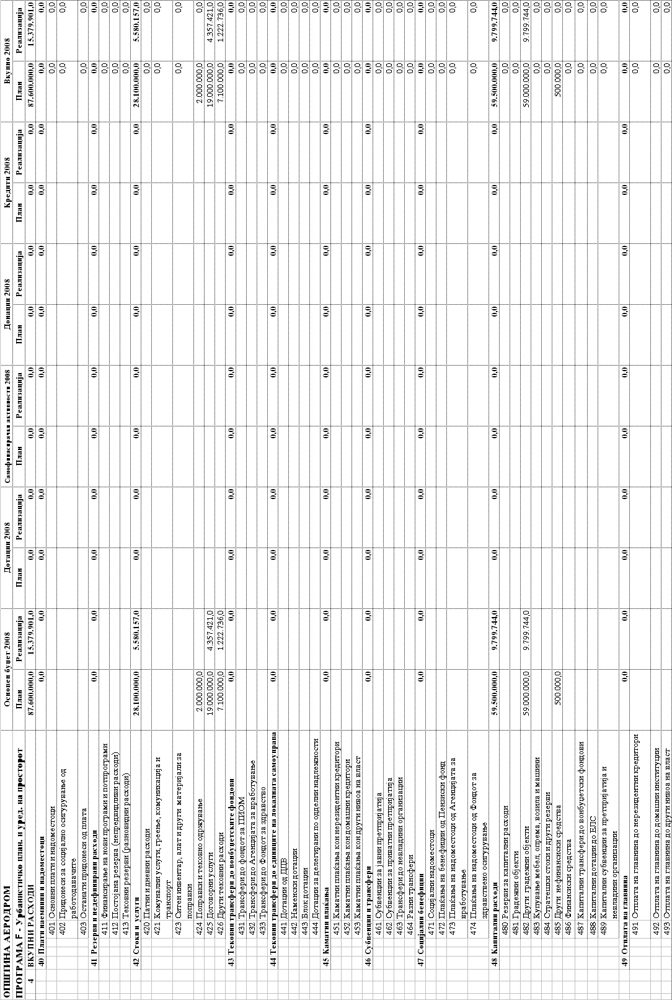 ОПШТИНА АЕРОДРОМ
ПРОГРАМА F - Урбанистичко план. и уред. на просторот Основен буџет 2008 Дотации 2008 Самофинасирачки активности 2008 Донации 2008 Кредити 2008 Вкупно 2008
План Реализација План Реализација План Реализација План Реализација План Реализација План Реализација
4 ВКУПНИ РАСХОДИ 87.600.000,0 15.379.901,0 0,0 0,0 0,0 0,0 0,0 0,0 0,0 0,0 87.600.000,0 15.379.901,0
40 Плати наемнини и надоместоци 0,0 0,0 0,0 0,0 0,0 0,0 0,0 0,0 0,0 0,0 0,0 0,0
401 Основни плати и надоместоци 0,0 0,0
402 Придонеси за социјално осигурување од 0,0 0,0
работодавачите
403 Останати придонеси од плата 0,0 0,0
41 Резерви и недефинирани расходи 0,0 0,0 0,0 0,0 0,0 0,0 0,0 0,0 0,0 0,0 0,0 0,0
411 Финансирање на нови програми и потпрограми 0,0 0,0
412 Постојана резерва (непредвидливи расходи) 0,0 0,0
413 Тековни резерви (разновидни расходи) 0,0 0,0
42 Стоки и услуги 28.100.000,0 5.580.157,0 0,0 0,0 0,0 0,0 0,0 0,0 0,0 0,0 28.100.000,0 5.580.157,0
420 Патни и дневни расходи 0,0 0,0
421 Комунални услуги, греење, комуникација и 0,0 0,0
транспорт
423 Ситен инвентар, алат и други материјали за 0,0 0,0
поправки
424 Поправки и тековно одржување 2.000.000,0 2.000.000,0 0,0
425 Договорни услуги 19.000.000,0 4.357.421,0 19.000.000,0 4.357.421,0
426 Други тековни расходи 7.100.000,0 1.222.736,0 7.100.000,0 1.222.736,0
43 Тековни трансфери до вонбуџетските фондови 0,0 0,0 0,0 0,0 0,0 0,0 0,0 0,0 0,0 0,0 0,0 0,0
431 Трансфери до фондот за ПИОМ 0,0 0,0
432 Трансфери до Агенцијата за вработување 0,0 0,0
433 Трансфери до Фондот за здравство 0,0 0,0
44 Тековни трансфери до единиците на локалната самоуправа 0,0 0,0 0,0 0,0 0,0 0,0 0,0 0,0 0,0 0,0 0,0 0,0
441 Дотации од ДДВ 0,0 0,0
442 Наменски дотации 0,0 0,0
443 Блок дотации 0,0 0,0
444 Дотации за делегирани по одделни надлежности 0,0 0,0
45 Каматни плаќања 0,0 0,0 0,0 0,0 0,0 0,0 0,0 0,0 0,0 0,0 0,0 0,0
451 Каматни плаќања кон нерезидентни кредитори 0,0 0,0
452 Каматни плаќања кон домашни кредитори 0,0 0,0
453 Каматни плаќања кон други нивоа на власт 0,0 0,0
46 Субвенции и трансфери 0,0 0,0 0,0 0,0 0,0 0,0 0,0 0,0 0,0 0,0 0,0 0,0
461 Субвенции за јавни претпријатија 0,0 0,0
462 Субвенции за приватни претпријатија 0,0 0,0
463 Трансфери до невладини организации 0,0 0,0
464 Разни трансфери 0,0 0,0
47 Социјални бенефиции 0,0 0,0 0,0 0,0 0,0 0,0 0,0 0,0 0,0 0,0 0,0 0,0
471 Социјални надоместоци 0,0 0,0
472 Плаќања на бенефиции од Пензиски фонд 0,0 0,0
473 Плаќања на надоместоци од Агенцијата за 0,0 0,0
вработување
474 Плаќања на надоместоци од Фондот за 0,0 0,0
здравствено осигурување
48 Капитални расходи 59.500.000,0 9.799.744,0 0,0 0,0 0,0 0,0 0,0 0,0 0,0 0,0 59.500.000,0 9.799.744,0
480 Резерви за капитални расходи 0,0 0,0
481 Градежни објекти 0,0 0,0
482 Други градежни објекти 59.000.000,0 9.799.744,0 59.000.000,0 9.799.744,0
483 Купување мебел, опрема, возила и машини 0,0 0,0
484 Стратешки стоки и други резерви 0,0 0,0
485 Други нефинансиски средства 500.000,0 500.000,0 0,0
486 Финансиски средства 0,0 0,0
487 Капитални трансфери до вонбуџетски фондови 0,0 0,0
488 Капитални дотации до ЕЛС 0,0 0,0
489 Капитални субвенции за претпријатија и 0,0 0,0
невладини организации
49 Отплата на главнина 0,0 0,0 0,0 0,0 0,0 0,0 0,0 0,0 0,0 0,0 0,0 0,0
491 Отплата на главнина до нерезидентни кредитори 0,0 0,0
492 Отплата на главнина до домашни институции 0,0 0,0
493 Отплата на главнина до други нивоа на власт 0,0 0,0